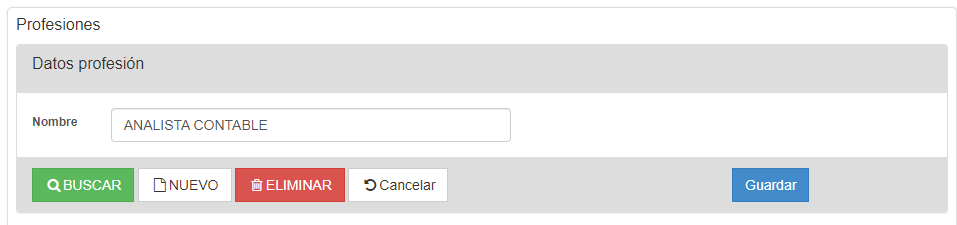 Profesiones
Datos profesión
Nombre ANALISTA CONTABLE
BUSCAR NUEVO ELIMINAR Cancelar Guardar